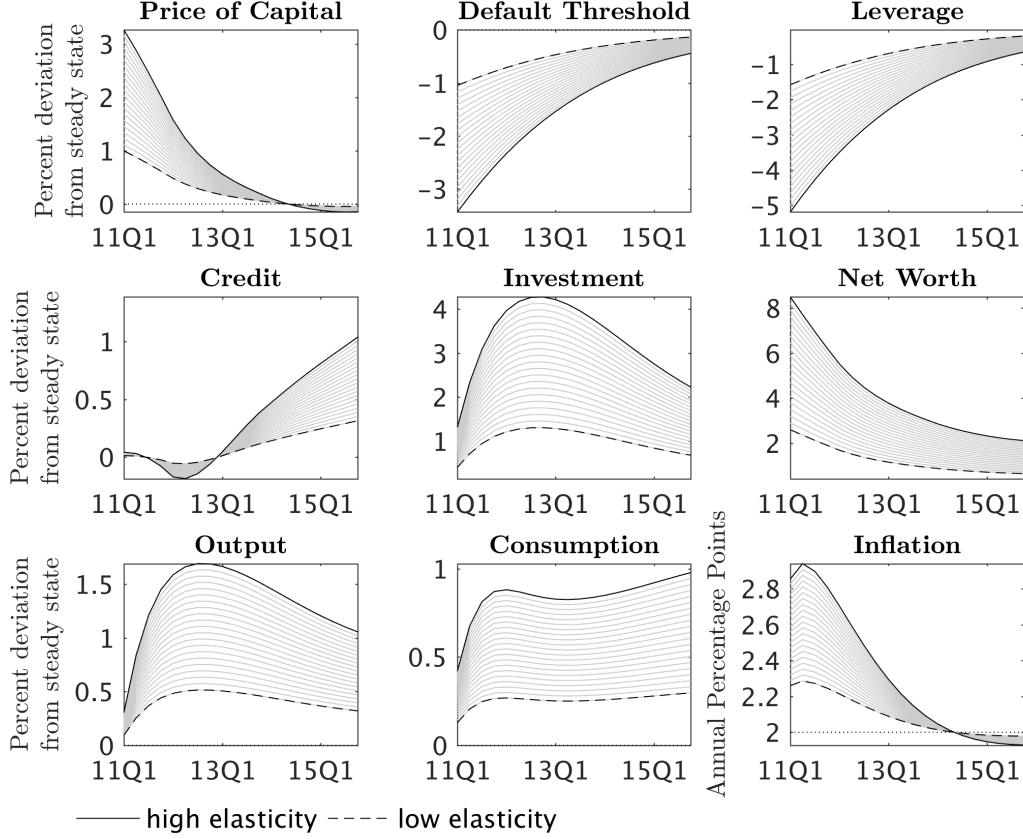 Price of Capital
Default Threshold
Leverage
Percent deviation
from steady state
3
2
1
0
11Q1 13Q1 15Q1
0
−1
−2
−3
11Q1 13Q1 15Q1
−1
−2
−3
−4
−5
11Q1 13Q1 15Q1
Credit
Investment
Net Worth
Percent deviation
from steady state
1
0.5
0
11Q1 13Q1 15Q1
4
3
2
1
11Q1 13Q1 15Q1
8
6
4
2
11Q1 13Q1 15Q1
Output
Consumption
Inflation
Percent deviation
from steady state
1.5
1
0.5
0
11Q1 13Q1 15Q1
1
0.5
0
11Q1 13Q1 15Q1
Annual Percentage Points
2.8
2.6
2.4
2.2
2
11Q1 13Q1 15Q1
high elasticity
low elasticity